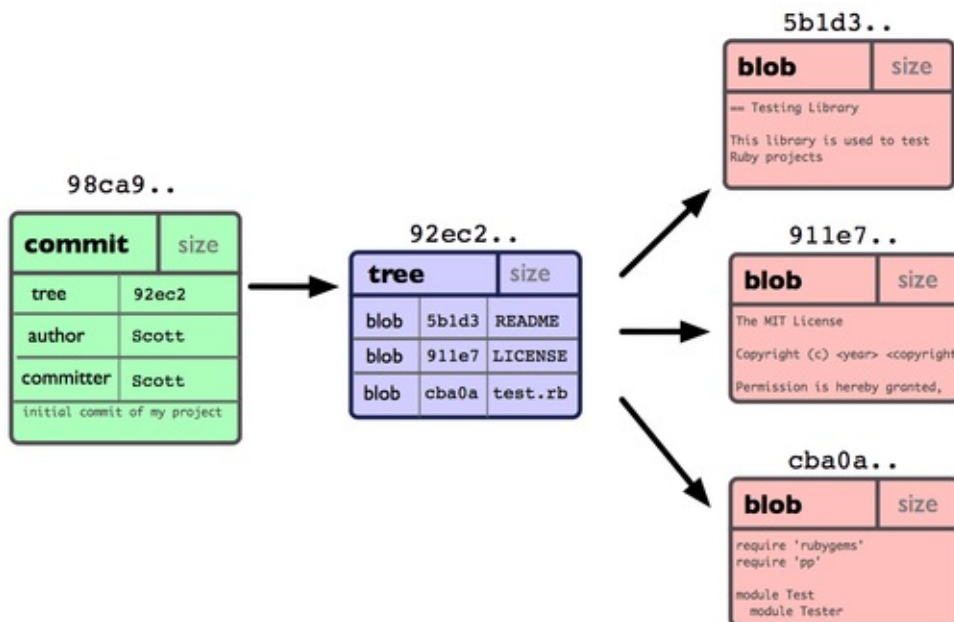 98ca9..
commit size
tree 92ec2
author Scott
committer Scott
initial commit of my project
92ec2..
tree size
blob 5b1d3 README
blob 911e7 LICENSE
blob cba0a test.rb
5b1d3..
blob size
== Testing Library
This library is used to test
Ruby projects
911e7..
blob size
The MIT License
Copyright (c) <year> <copyright
Permission is hereby granted,
cba0a..
blob size
require 'rubygems'
require 'pp'
module Test
module Tester